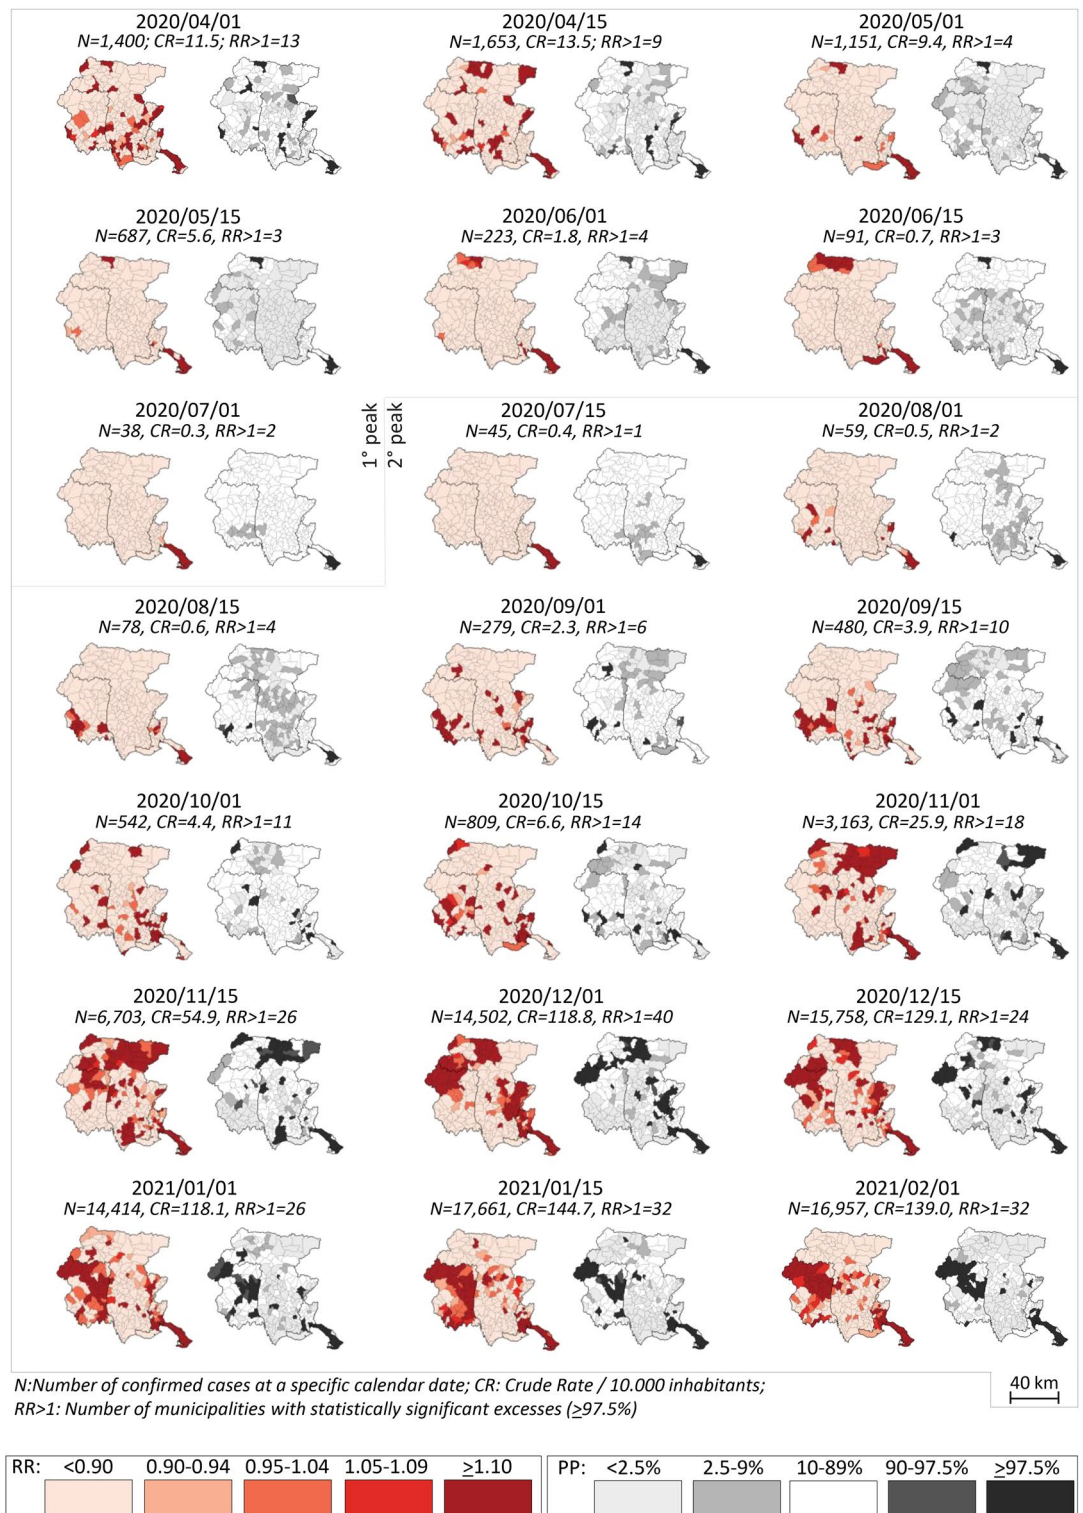 2020/04/01
N=1,400; CR=11.5; RR>1=13
2020/04/15
N=1,653, CR=13.5; RR>1=9
2020/05/01
N=1,151, CR=9.4, RR>1=4
2020/05/15
N=687, CR=5.6, RR>1=3
2020/06/01
N=223, CR=1.8, RR>1=4
2020/06/15
N=91, CR=0.7, RR>1=3
2020/07/01
N=38, CR=0.3, RR>1=2
1° peak
2° peak
2020/07/15
N=45, CR=0.4, RR>1=1
2020/08/01
N=59, CR=0.5, RR>1=2
2020/08/15
N=78, CR=0.6, RR>1=4
2020/09/01
N=279, CR=2.3, RR>1=6
2020/09/15
N=480, CR=3.9, RR>1=10
2020/10/01
N=542, CR=4.4, RR>1=11
2020/10/15
N=809, CR=6.6, RR>1=14
2020/11/01
N=3,163, CR=25.9, RR>1=18
2020/11/15
N=6,703, CR=54.9, RR>1=26
2020/12/01
N=14,502, CR=118.8, RR>1=40
2020/12/15
N=15,758, CR=129.1, RR>1=24
2021/01/01
N=14,414, CR=118.1, RR>1=26
2021/01/15
N=17,661, CR=144.7, RR>1=32
2021/02/01
N=16,957, CR=139.0, RR>1=32
N:Number of confirmed cases at a specific calendar date; CR: Crude Rate / 10.000 inhabitants;
RR>1: Number of municipalities with statistically significant excesses (≥97.5%)
40 km
RR: <0.90 0.90-0.94 0.95-1.04 1.05-1.09 ≥1.10
PP: <2.5% 2.5-9% 10-89% 90-97.5% ≥97.5%